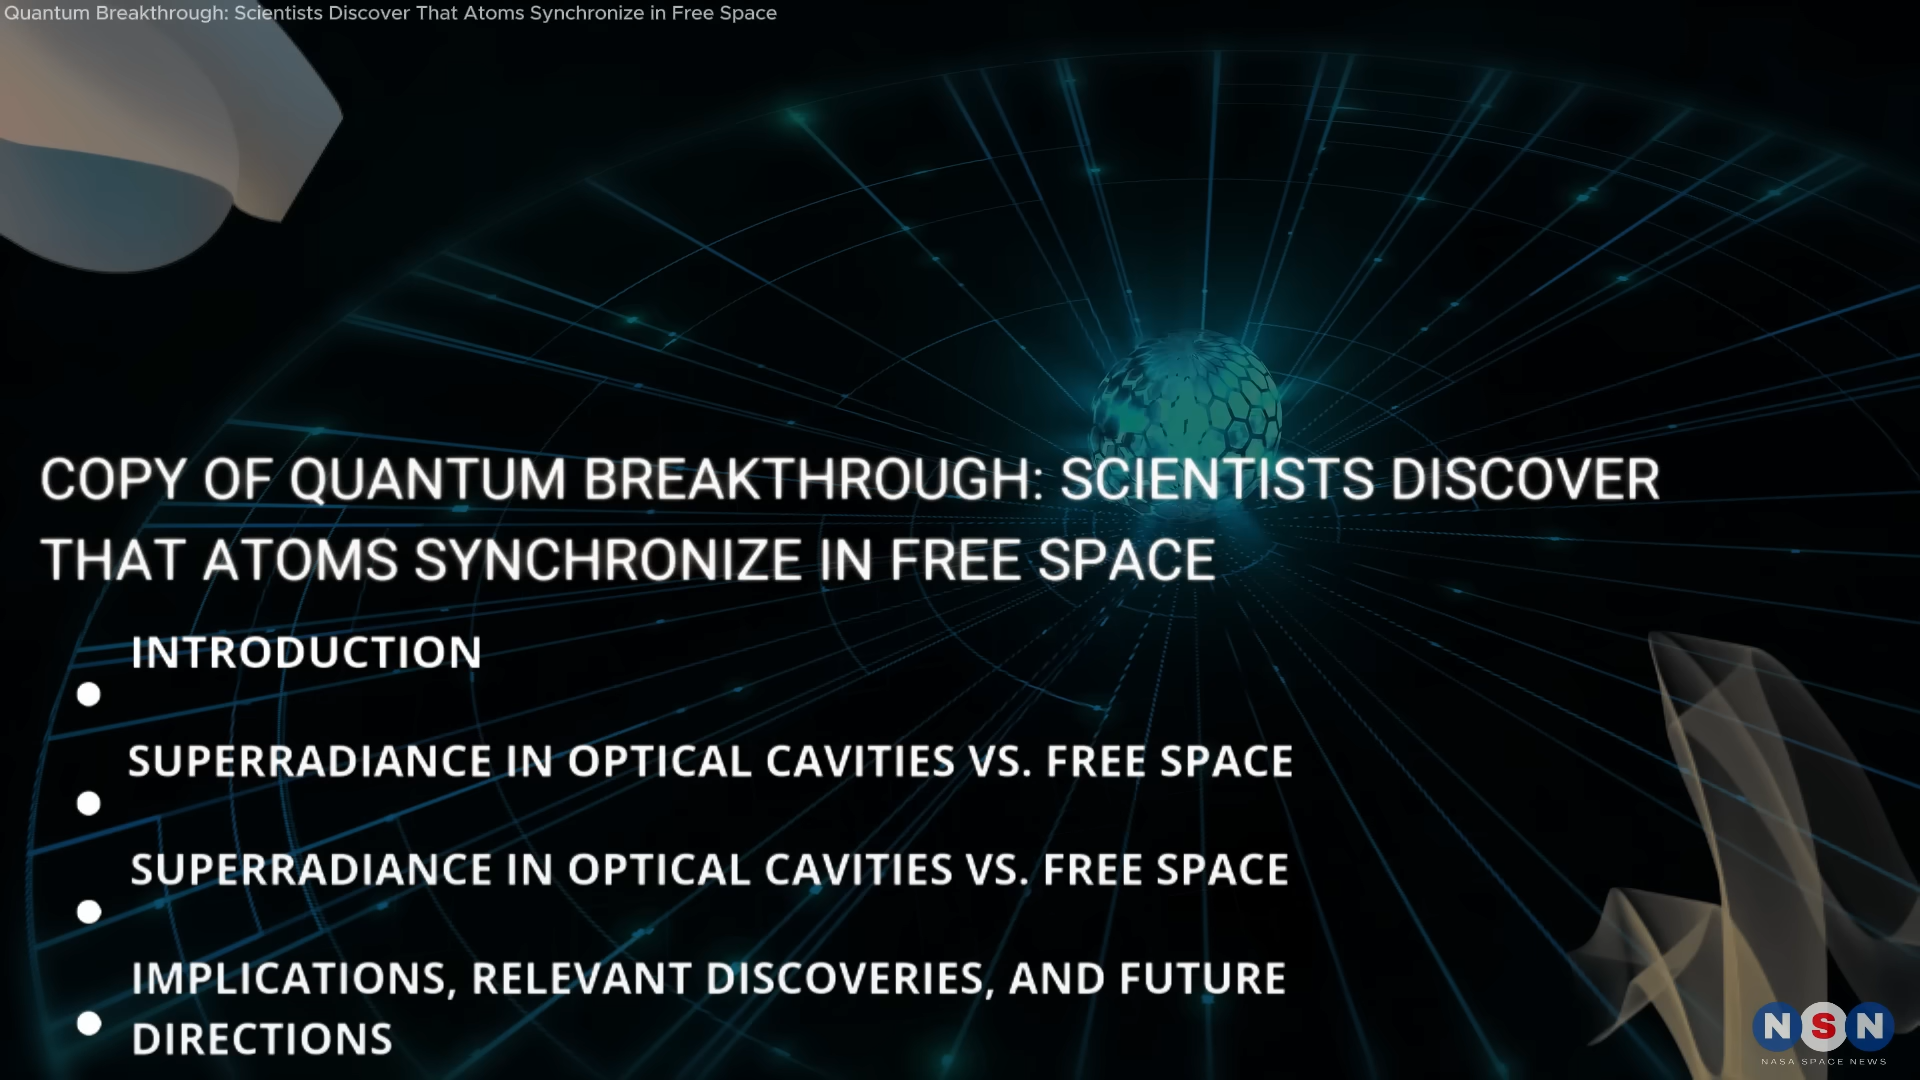 Quantum Breakthrough: Scientists Discover That Atoms Synchronize in Free Space
COPY OF QUANTUM BREAKTHROUGH: SCIENTISTS DISCOVER
THAT ATOMS SYNCHRONIZE IN FREE SPACE
INTRODUCTION
SUPERRADIANCE IN OPTICAL CAVITIES VS. FREE SPACE
SUPERRADIANCE IN OPTICAL CAVITIES VS. FREE SPACE
IMPLICATIONS, RELEVANT DISCOVERIES, AND FUTURE
DIRECTIONS
NSN
NASA SPACE NEWS